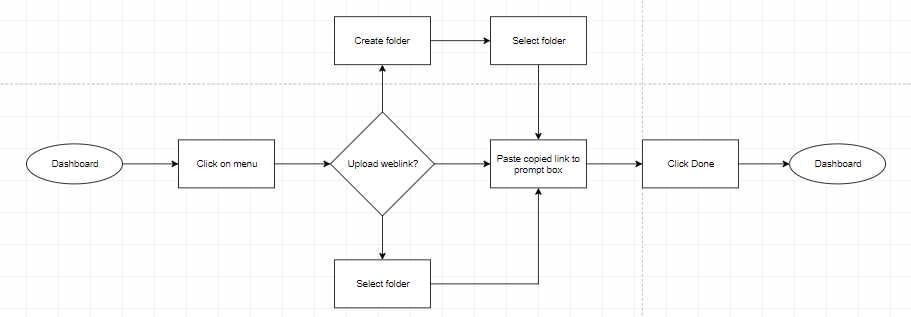 Create folder
Select folder
Dashboard
Click on menu
Upload weblink?
Paste copied link to
prompt box
Click Done
Dashboard
Select folder